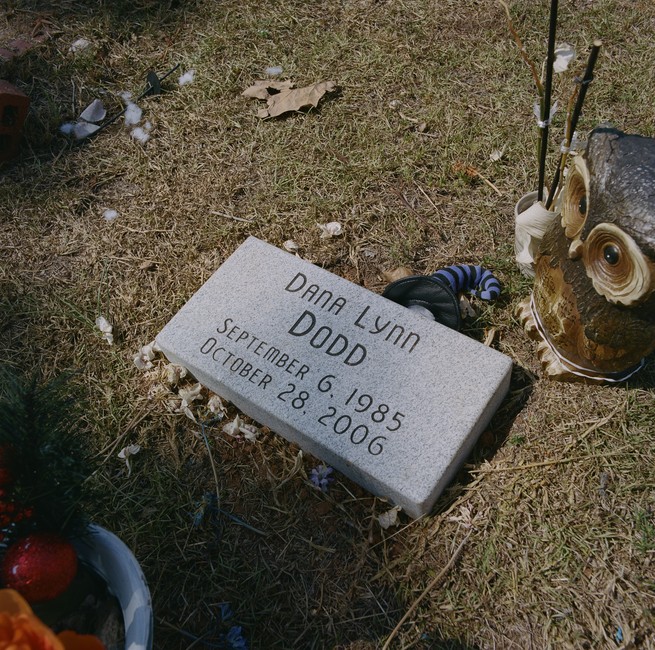 Dana Lynn
Dodd
September 6, 1985
October 28, 2006